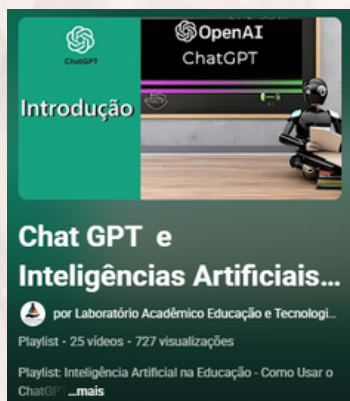 OpenAI
ChatGPT
ChatGPT
Introdução
Chat GPT e
Inteligências Artificiais...
por Laboratório Acadêmico Educação e Tecnologi...
Playlist • 25 vídeos • 727 visualizações
Playlist: Inteligência Artificial na Educação - Como Usar o
ChatGPT ...mais